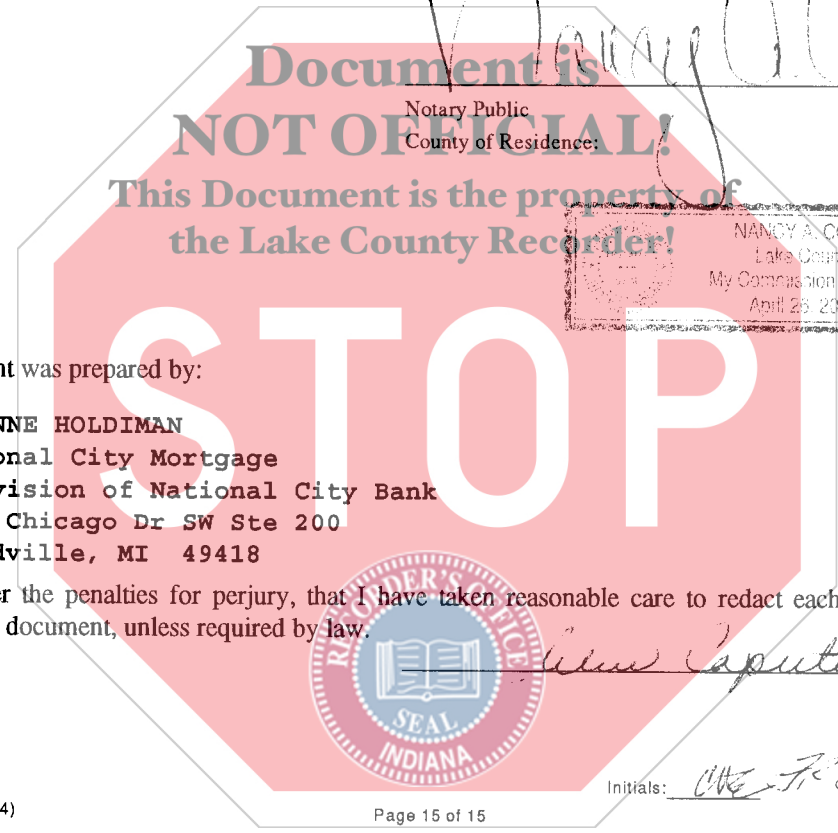 Document is
NOT OFFICIAL!
This Document is the property of
the Lake County Recorder!
Notary Public
County of Residence:
NANCY A. CO
Lake Coun
My Commission
April 26, 20
STOP
nt was prepared by:
NNE HOLDIMAN
onal City Mortgage
vision of National City Bank
Chicago Dr SW Ste 200
dville, MI 49418
er the penalties for perjury, that I have taken reasonable care to redact each
document, unless required by law.
RECORDER'S OFFICE
SEAL
INDIANA
Initials:
4)
Page 15 of 15